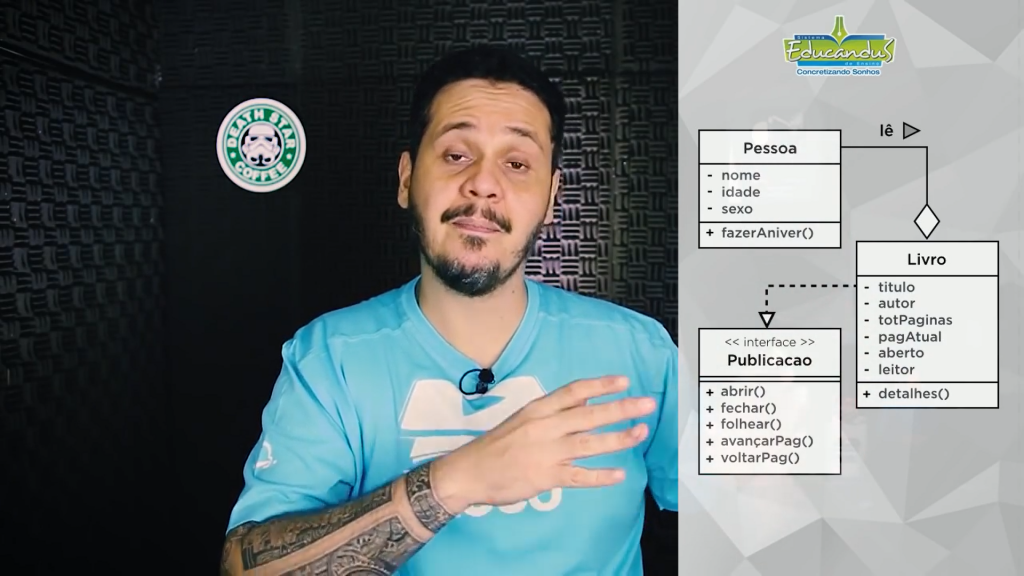 DEATH STAR
COFFEE
Sistema
Educandus
de Ensino
Concretizando Sonhos
lê
Pessoa
- nome
- idade
- sexo
+ fazerAniver()
Livro
- titulo
- autor
- totPaginas
- pagAtual
- aberto
- leitor
+ detalhes()
<< interface >>
Publicacao
+ abrir()
+ fechar()
+ folhear()
+ avançarPag()
+ voltarPag()